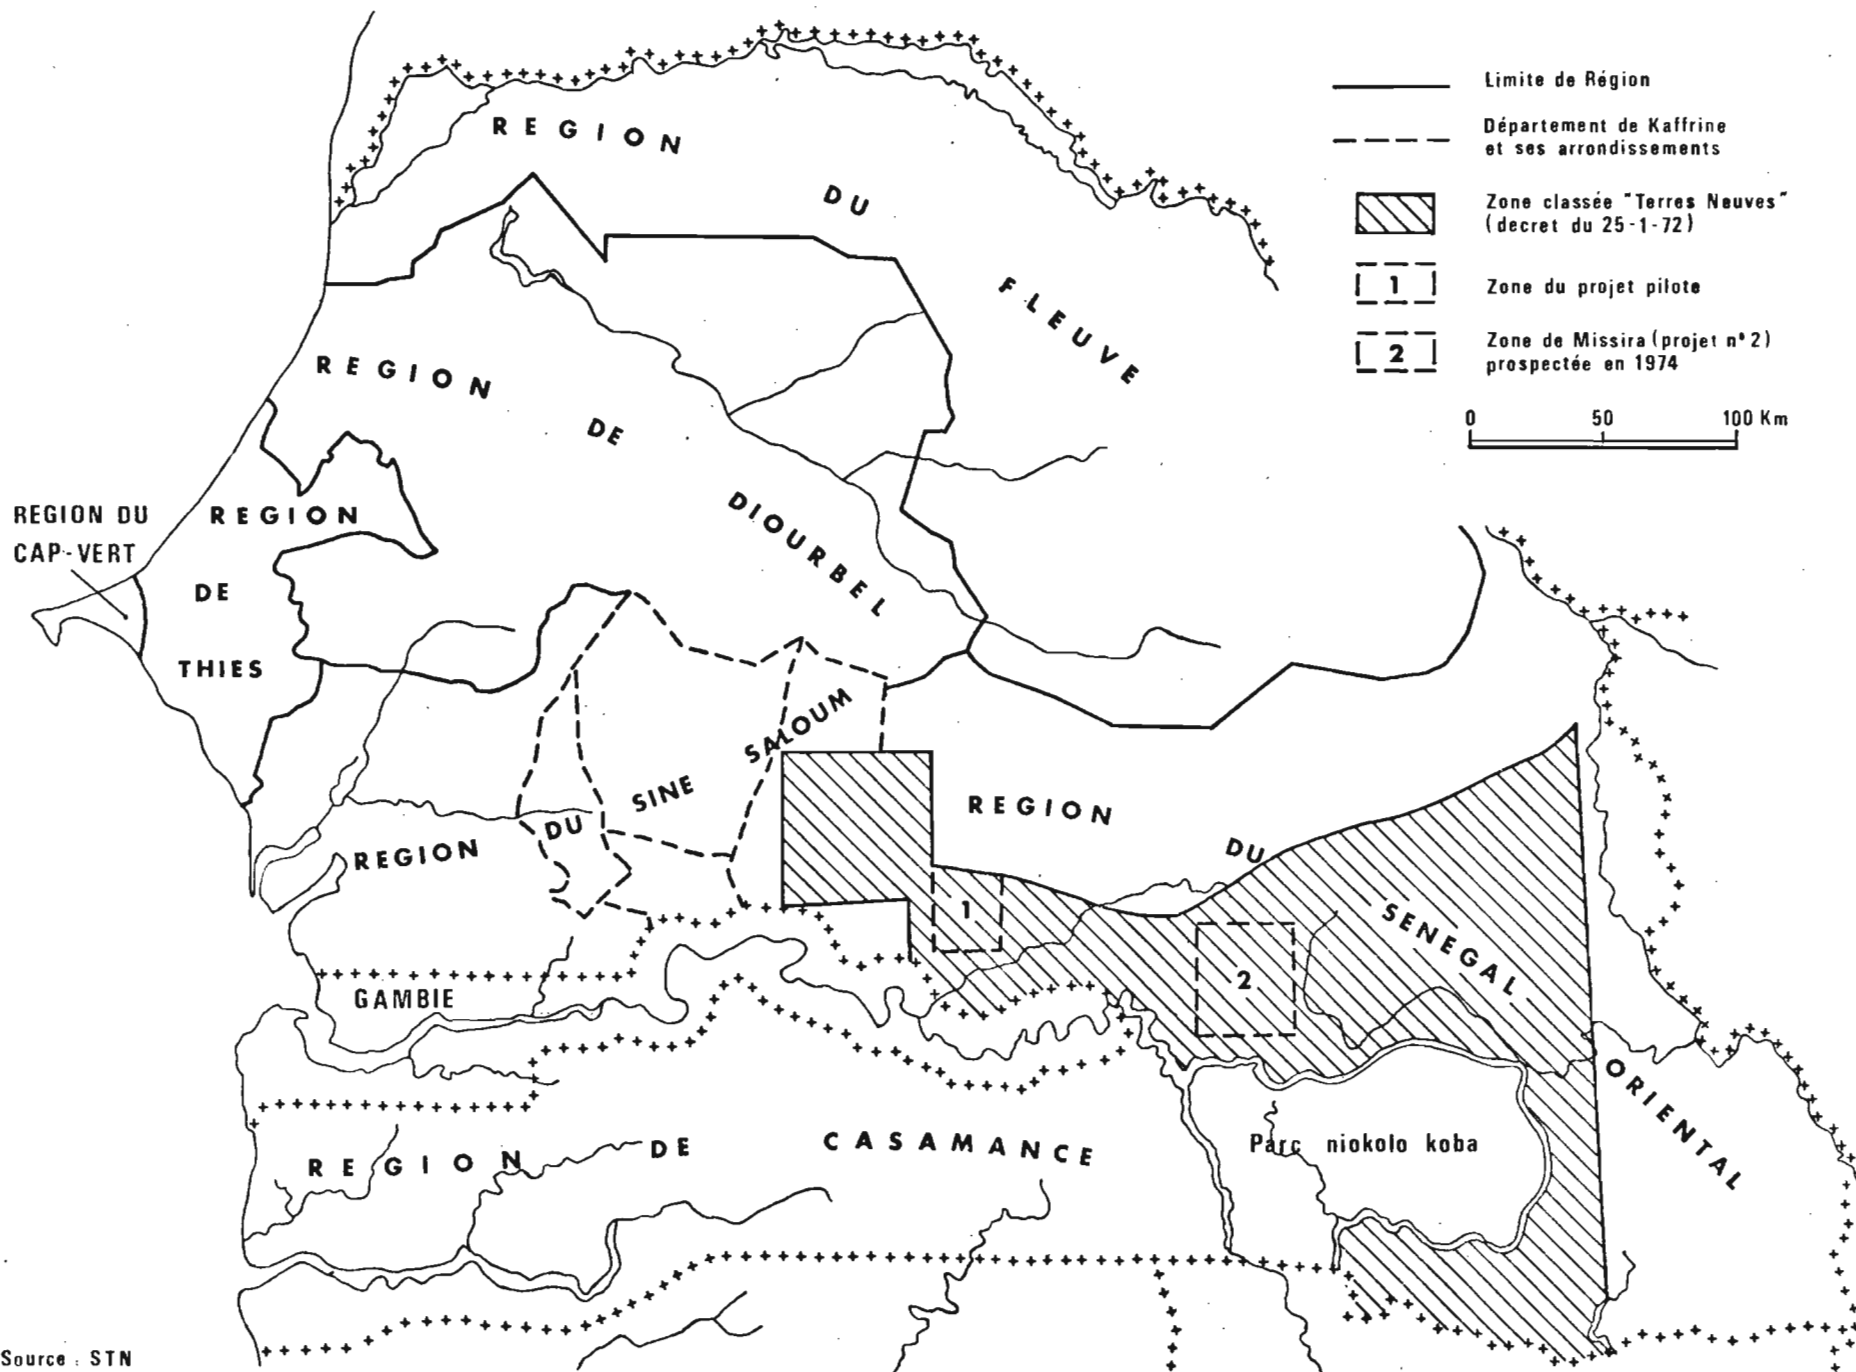 Limite de Région
Département de Kaffrine
et ses arrondissements
Zone classée "Terres Neuves"
(decret du 25-1-72)
1
Zone du projet pilote
2
Zone de Missira (projet n° 2)
prospectée en 1974
0 50 100 Km
REGION DU FLEUVE
REGION DE DIOURBEL
REGION DU
CAP-VERT
REGION
DE
THIES
REGION DU SINE SALOUM
REGION DU SENEGAL ORIENTAL
1
2
GAMBIE
Parc niokolo koba
REGION DE CASAMANCE
Source : STN